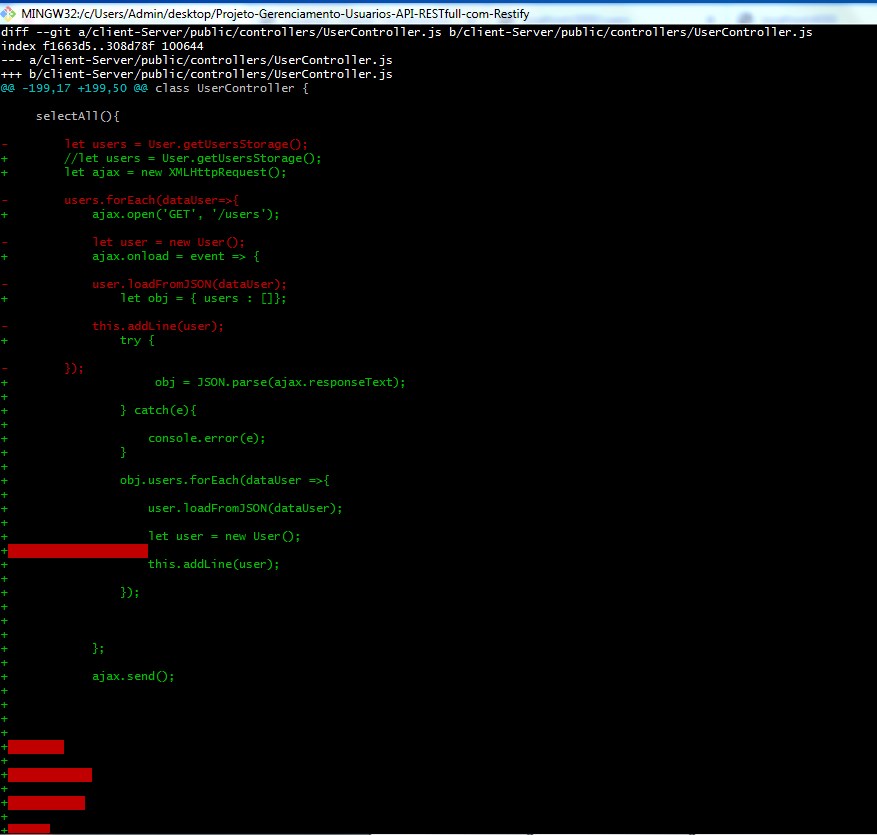 MINGW32:/c/Users/Admin/desktop/Projeto-Gerenciamento-Usuarios-API-RESTfull-com-Restify
diff --git a/client-Server/public/controllers/UserController.js b/client-Server/public/controllers/UserController.js
index f1663d5..308d78f 100644
--- a/client-Server/public/controllers/UserController.js
+++ b/client-Server/public/controllers/UserController.js
@@ -199,17 +199,50 @@ class UserController {
    selectAll(){
-        let users = User.getUsersStorage();
+        //let users = User.getUsersStorage();
+        let ajax = new XMLHttpRequest();
-        users.forEach(dataUser=>{
+            ajax.open('GET', '/users');
-            let user = new User();
+            ajax.onload = event => {
-            user.loadFromJSON(dataUser);
+                let obj = { users : []};
-            this.addLine(user);
+                try {
-        });
+                     obj = JSON.parse(ajax.responseText);
+
+                } catch(e){
+
+                    console.error(e);
+                }
+
+                obj.users.forEach(dataUser =>{
+
+                    user.loadFromJSON(dataUser);
+
+                    let user = new User();
+
+                    this.addLine(user);
+
+                });
+
+
+
+            };
+
+            ajax.send();
+
+
+
+
+
+
+
+
+
+
+